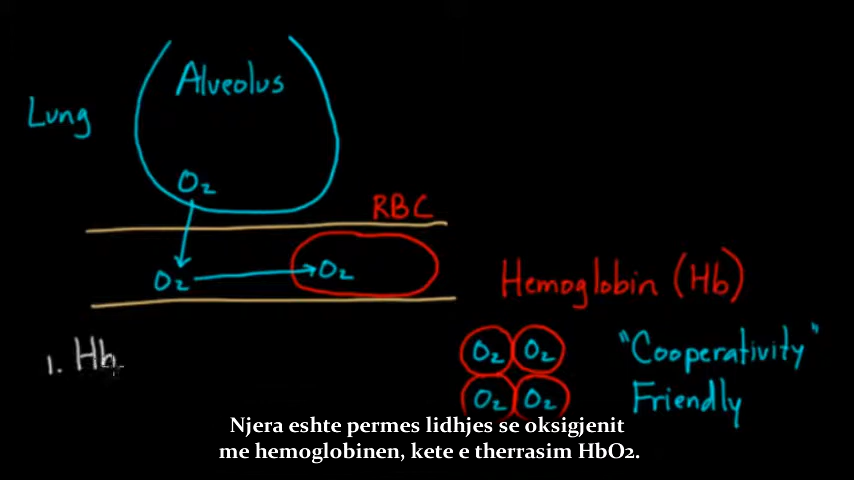 Alveolus
Lung
O₂
RBC
O₂ O₂
Hemoglobin (Hb)
1. Hb
O₂ O₂ "Cooperativity"
O₂ O₂ Friendly
Njera eshte permes lidhjes se oksigjenit
me hemoglobinen, kete e therrasim HbO2.